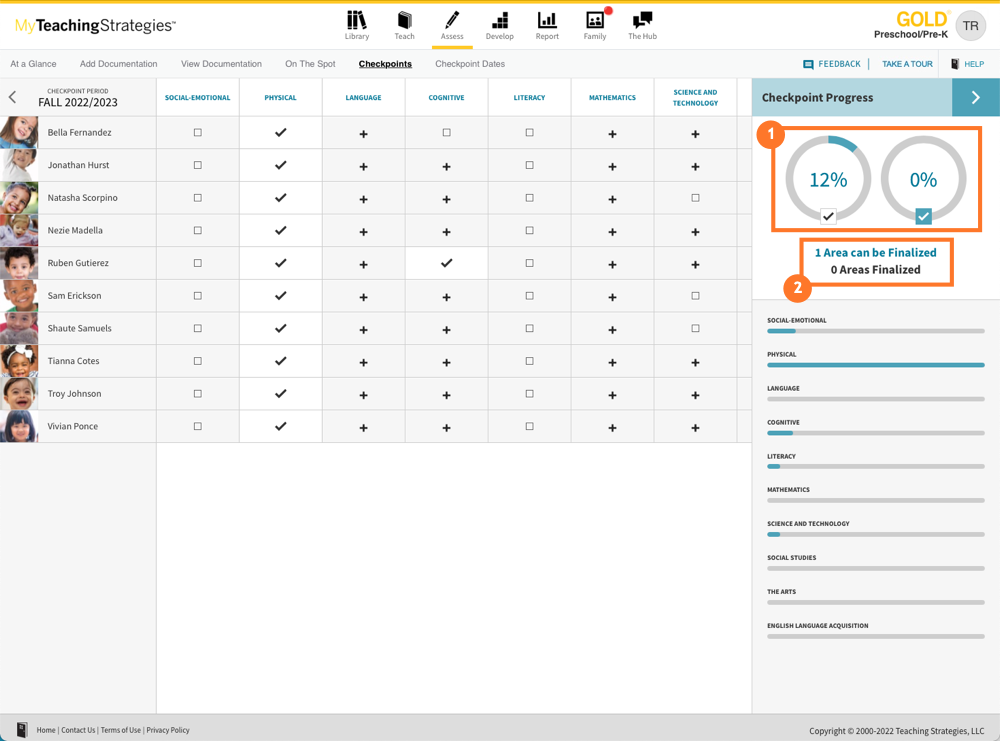 MyTeachingStrategies™
Library
Teach
Assess
Develop
Report
Family
The Hub
GOLD®
Preschool/Pre-K
TR
At a Glance
Add Documentation
View Documentation
On The Spot
Checkpoints
Checkpoint Dates
FEEDBACK
TAKE A TOUR
HELP
CHECKPOINT PERIOD
FALL 2022/2023
SOCIAL-EMOTIONAL
PHYSICAL
LANGUAGE
COGNITIVE
LITERACY
MATHEMATICS
SCIENCE AND
TECHNOLOGY
Bella Fernandez
Jonathan Hurst
Natasha Scorpino
Nezie Madella
Ruben Gutierez
Sam Erickson
Shaute Samuels
Tianna Cotes
Troy Johnson
Vivian Ponce
Checkpoint Progress
1
12%
0%
1 Area can be Finalized
0 Areas Finalized
2
SOCIAL-EMOTIONAL
PHYSICAL
LANGUAGE
COGNITIVE
LITERACY
MATHEMATICS
SCIENCE AND TECHNOLOGY
SOCIAL STUDIES
THE ARTS
ENGLISH LANGUAGE ACQUISITION
Home | Contact Us | Terms of Use | Privacy Policy
Copyright © 2000-2022 Teaching Strategies, LLC